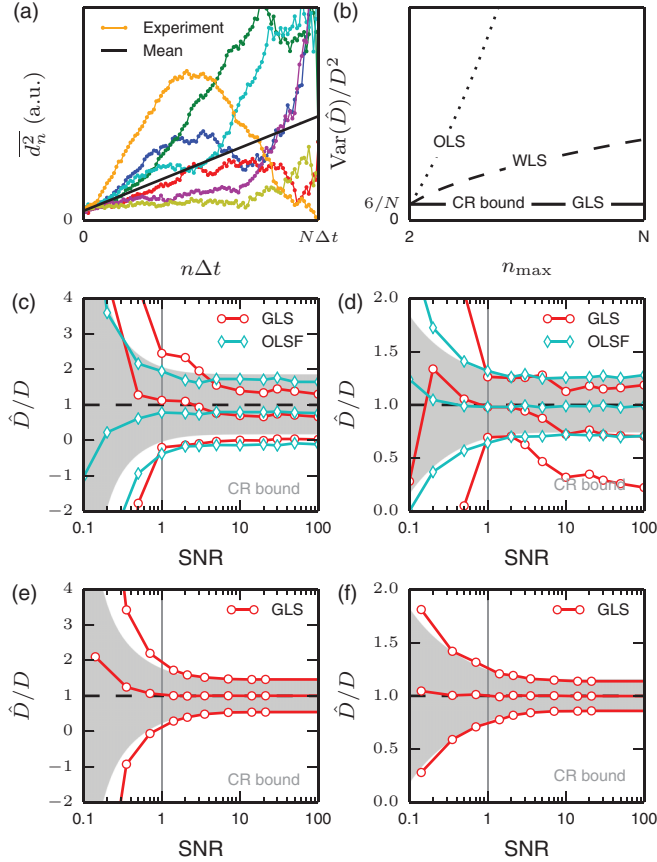 (a)
Experiment
Mean
d²ₙ (a.u.)
0
0
NΔt
nΔt
(b)
Var(D̂)/D²
OLS
WLS
6/N
0
CR bound
GLS
2
N
n_max
(c)
4
3
2
1
0
−1
−2
D̂/D
GLS
OLSF
CR bound
0.1
1
10
100
SNR
(d)
2.0
1.5
1.0
0.5
0.0
D̂/D
GLS
OLSF
CR bound
0.1
1
10
100
SNR
(e)
4
3
2
1
0
−1
−2
D̂/D
GLS
CR bound
0.1
1
10
100
SNR
(f)
2.0
1.5
1.0
0.5
0.0
D̂/D
GLS
CR bound
0.1
1
10
100
SNR